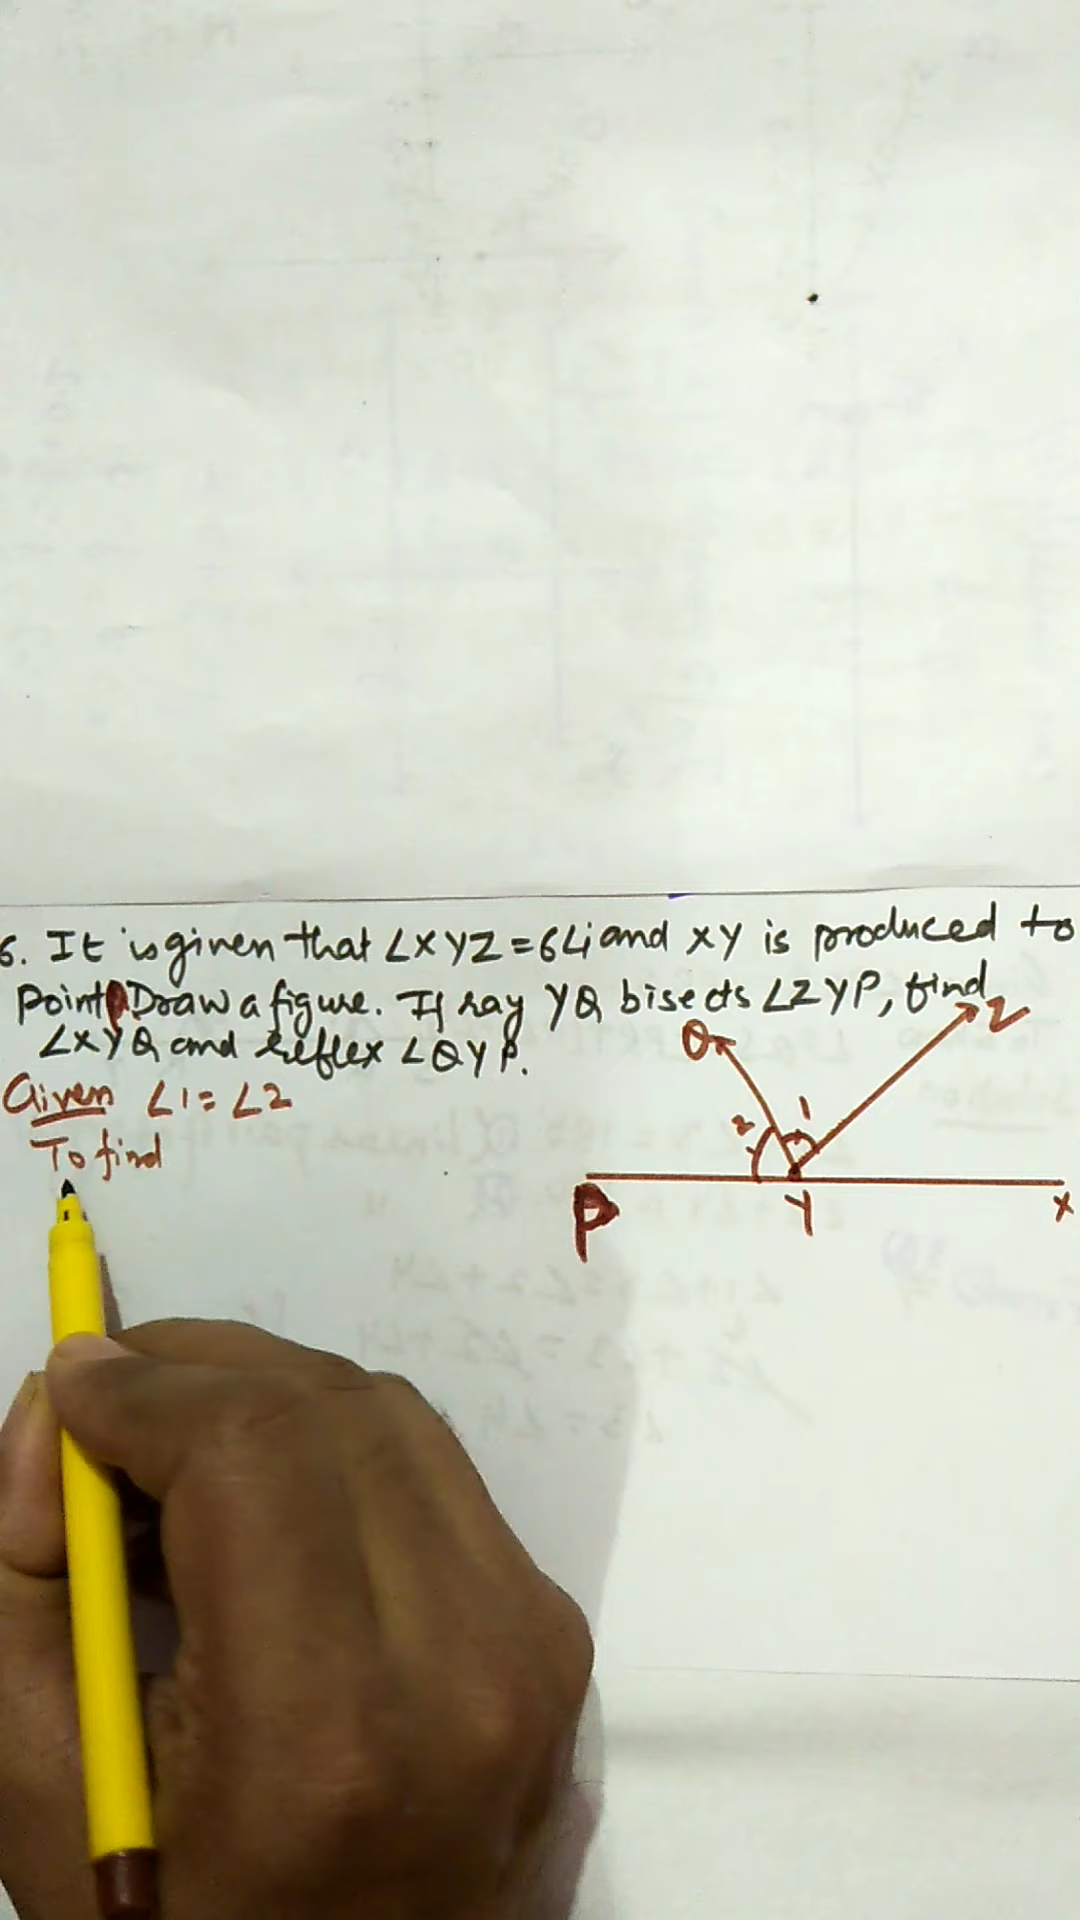 6. It is given that ∠XYZ = 64 and XY is produced to
point P Draw a figure. If ray YQ bisects ∠ZYP, find
∠XYQ and reflex ∠QYP.
Given ∠1 = ∠2
To find
Q
Z
2
1
P
Y
X